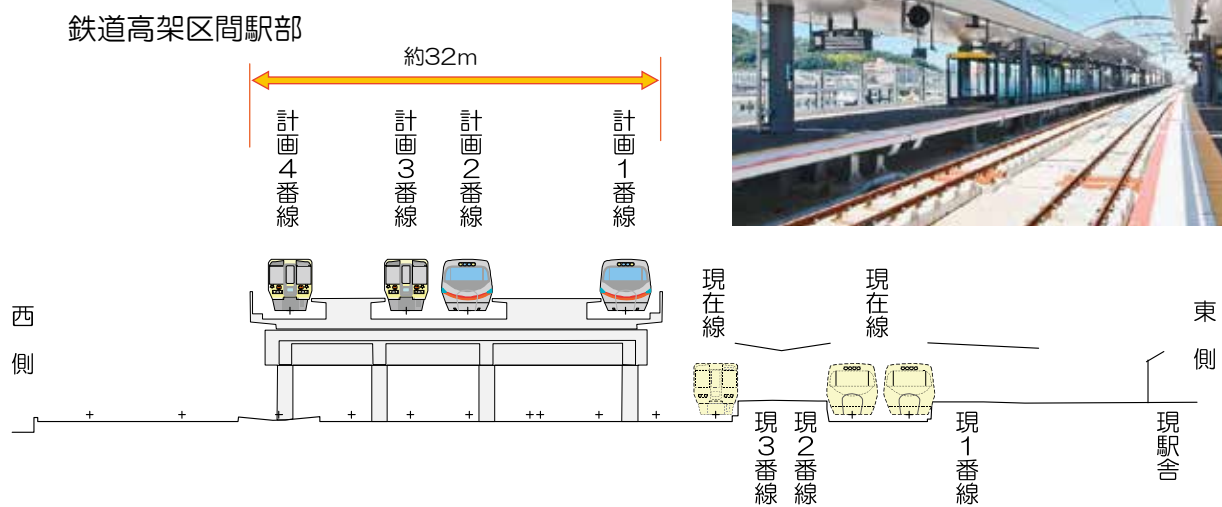 鉄道高架区間駅部
約32m
計画4番線
計画3番線
計画2番線
計画1番線
西側
現在線
現在線
東側
現3番線
現2番線
現1番線
現駅舎